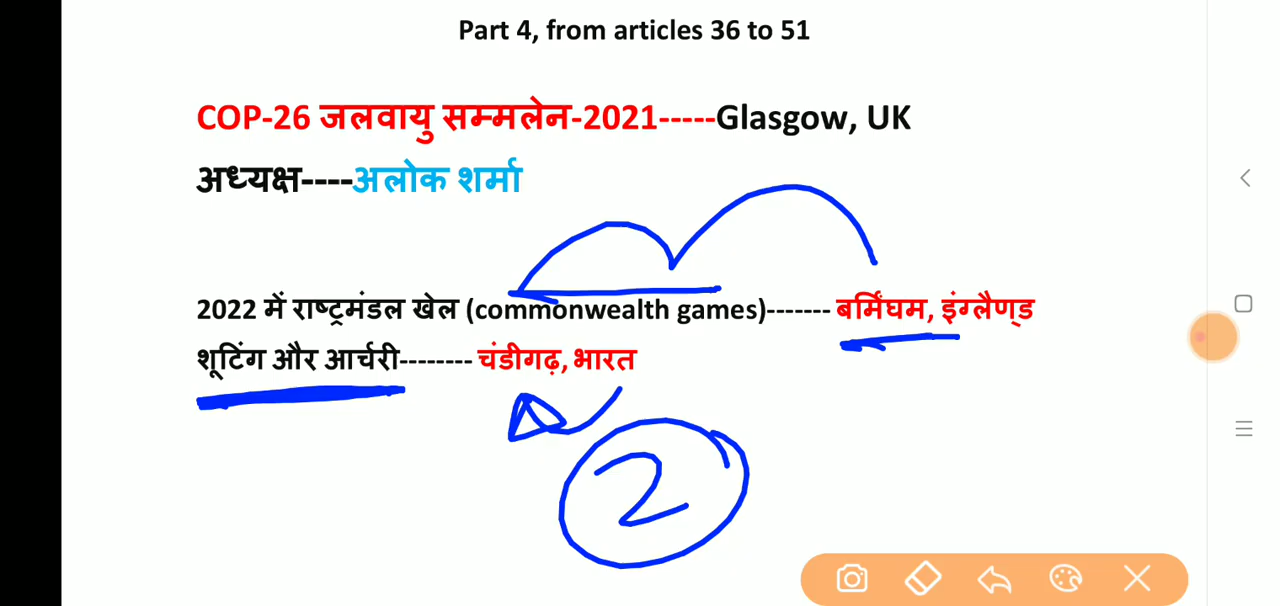 Part 4, from articles 36 to 51
COP-26 जलवायु सम्मलेन-2021-----Glasgow, UK
अध्यक्ष----अलोक शर्मा
2022 में राष्ट्रमंडल खेल (commonwealth games)------- बर्मिंघम, इंग्लैण्ड
शूटिंग और आर्चरी-------- चंडीगढ़, भारत
2